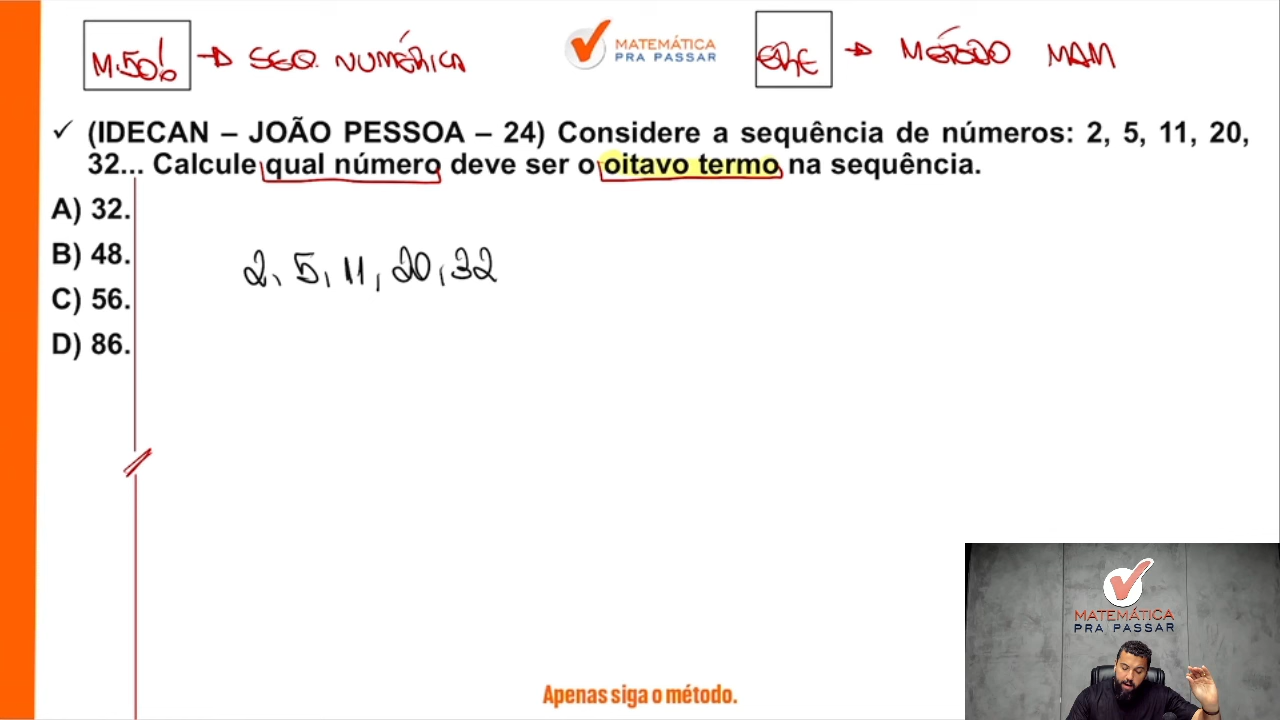 M.50! → SEQ. NUMÉRICA
MATEMÁTICA
PRA PASSAR
→ MÉTODO MAM
✓ (IDECAN – JOÃO PESSOA – 24) Considere a sequência de números: 2, 5, 11, 20,
32... Calcule qual número deve ser o oitavo termo na sequência.
A) 32.
B) 48.
C) 56.
D) 86.
2, 5, 11, 20, 32
MATEMÁTICA
PRA PASSAR
Apenas siga o método.